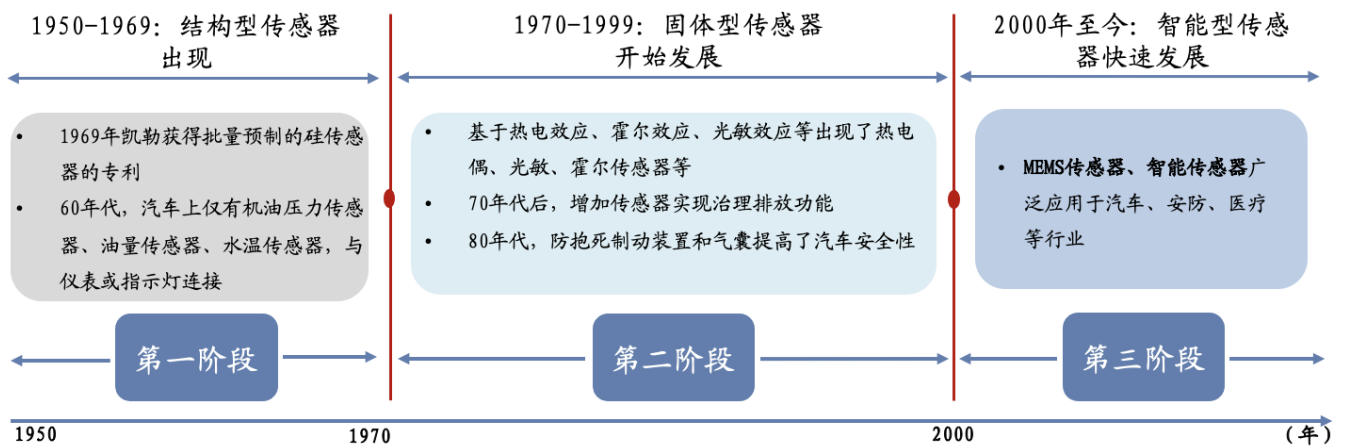 1950-1969：结构型传感器
出现
1970-1999：固体型传感器
开始发展
2000年至今：智能型传感
器快速发展
• 1969年凯勒获得批量预制的硅传感
器的专利
• 60年代，汽车上仅有机油压力传感
器、油量传感器、水温传感器，与
仪表或指示灯连接
• 基于热电效应、霍尔效应、光敏效应等出现了热电
偶、光敏、霍尔传感器等
• 70年代后，增加传感器实现治理排放功能
• 80年代，防抱死制动装置和气囊提高了汽车安全性
• MEMS传感器、智能传感器广
泛应用于汽车、安防、医疗
等行业
第一阶段
第二阶段
第三阶段
1950
1970
2000
（年）